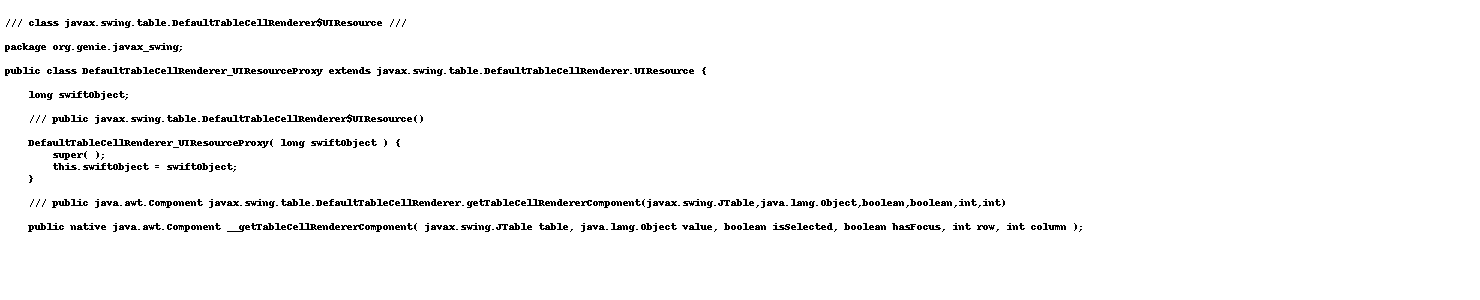 /// class javax.swing.table.DefaultTableCellRenderer$UIResource ///
package org.genie.javax_swing;
public class DefaultTableCellRenderer_UIResourceProxy extends javax.swing.table.DefaultTableCellRenderer.UIResource {
long swiftObject;
/// public javax.swing.table.DefaultTableCellRenderer$UIResource()
DefaultTableCellRenderer_UIResourceProxy( long swiftObject ) {
super( );
this.swiftObject = swiftObject;
}
/// public java.awt.Component javax.swing.table.DefaultTableCellRenderer.getTableCellRendererComponent(javax.swing.JTable,java.lang.Object,boolean,boolean,int,int)
public native java.awt.Component __getTableCellRendererComponent( javax.swing.JTable table, java.lang.Object value, boolean isSelected, boolean hasFocus, int row, int column );